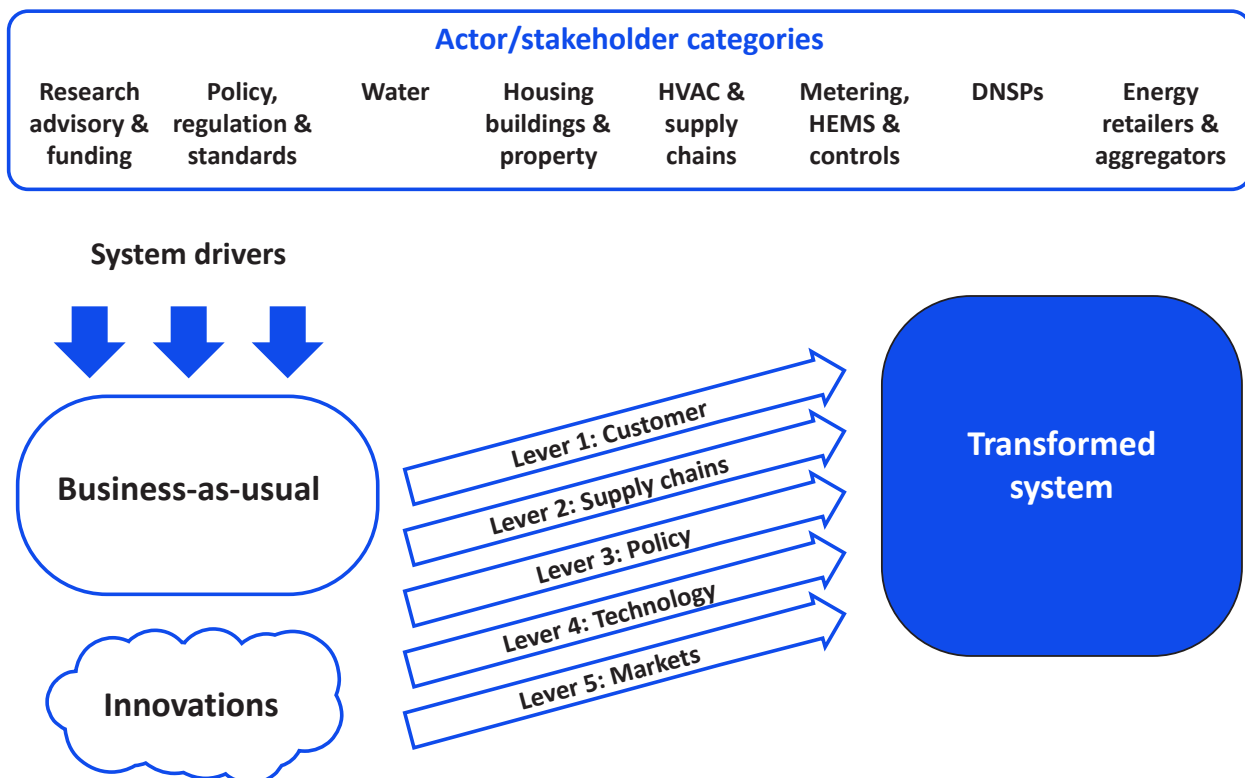 Actor/stakeholder categories
Research
advisory &
funding
Policy,
regulation &
standards
Water
Housing
buildings &
property
HVAC &
supply
chains
Metering,
HEMS &
controls
DNSPs
Energy
retailers &
aggregators
System drivers
Business-as-usual
Innovations
Lever 1: Customer
Lever 2: Supply chains
Lever 3: Policy
Lever 4: Technology
Lever 5: Markets
Transformed
system